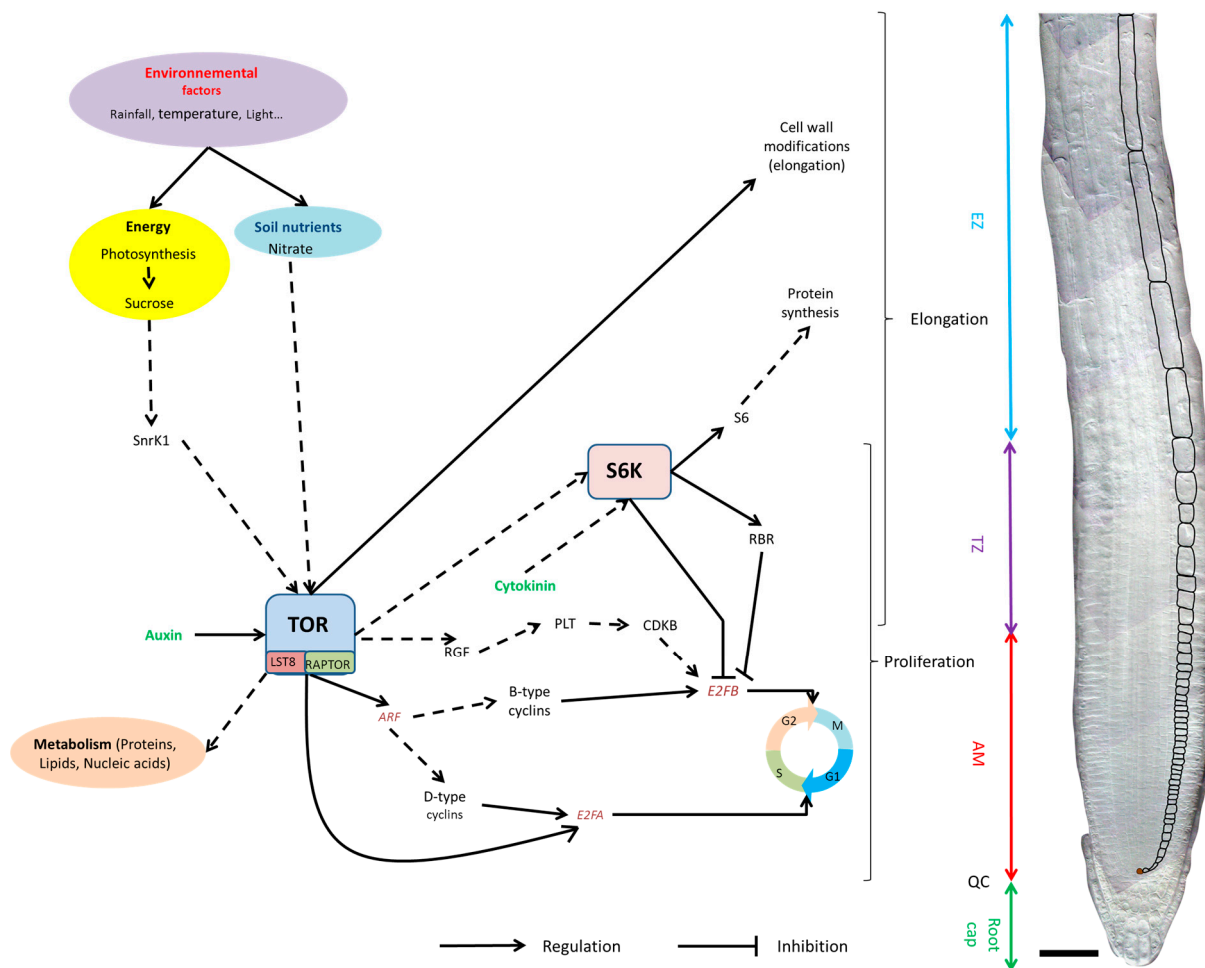 Environnemental
factors
Rainfall, temperature, Light...
Energy
Photosynthesis
Sucrose
Soil nutrients
Nitrate
SnrK1
Auxin
TOR
LST8
RAPTOR
Metabolism (Proteins,
Lipids, Nucleic acids)
Cell wall
modifications
(elongation)
Protein
synthesis
S6
S6K
RBR
Cytokinin
RGF
PLT
CDKB
ARF
B-type
cyclins
E2FB
D-type
cyclins
E2FA
G2
M
S
G1
Elongation
Proliferation
EZ
TZ
AM
QC
Root
cap
Regulation
Inhibition